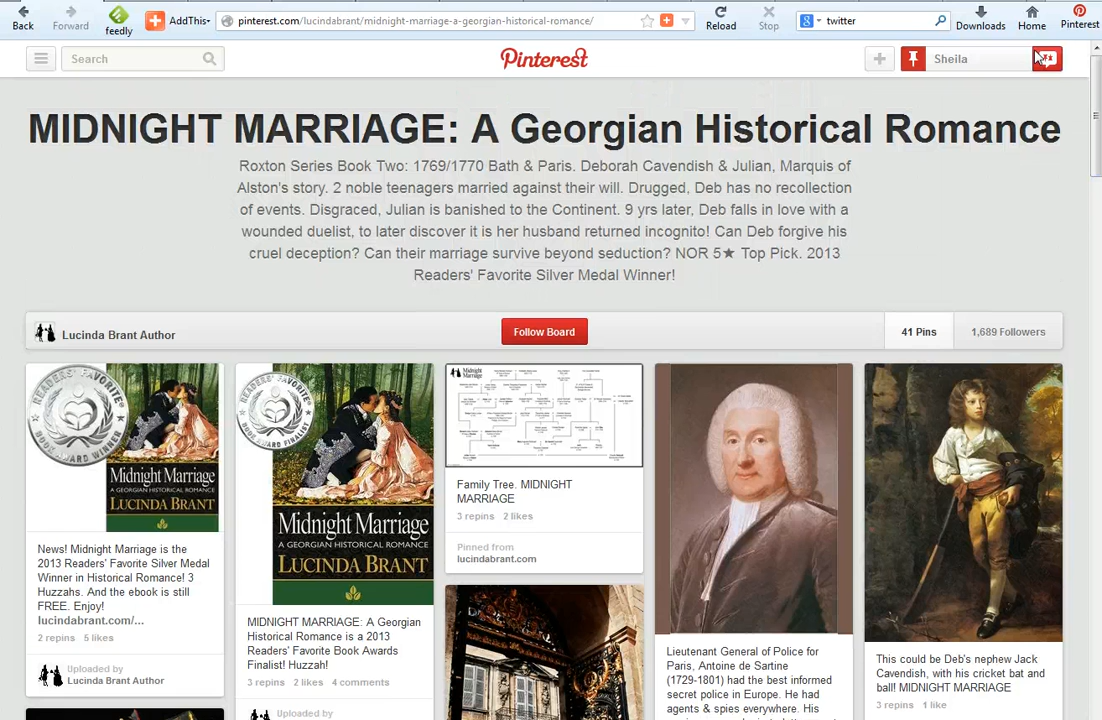 Back
Forward
feedly
AddThis
pinterest.com/lucindabrant/midnight-marriage-a-georgian-historical-romance/
Reload
Stop
twitter
Downloads
Home
Pinterest
Search
Pinterest
Sheila
MIDNIGHT MARRIAGE: A Georgian Historical Romance
Roxton Series Book Two: 1769/1770 Bath & Paris. Deborah Cavendish & Julian, Marquis of
Alston's story. 2 noble teenagers married against their will. Drugged, Deb has no recollection
of events. Disgraced, Julian is banished to the Continent. 9 yrs later, Deb falls in love with a
wounded duelist, to later discover it is her husband returned incognito! Can Deb forgive his
cruel deception? Can their marriage survive beyond seduction? NOR 5★ Top Pick. 2013
Readers' Favorite Silver Medal Winner!
Lucinda Brant Author
Follow Board
41 Pins
1,689 Followers
READERS' FAVORITE
BOOK AWARD WINNER
Midnight Marriage
A GEORGIAN HISTORICAL ROMANCE
LUCINDA BRANT
News! Midnight Marriage is the
2013 Readers' Favorite Silver Medal
Winner in Historical Romance! 3
Huzzahs. And the ebook is still
FREE. Enjoy!
lucindabrant.com/...
2 repins 5 likes
Uploaded by
Lucinda Brant Author
READERS' FAVORITE
BOOK AWARD FINALIST
Midnight Marriage
A GEORGIAN HISTORICAL ROMANCE
LUCINDA BRANT
MIDNIGHT MARRIAGE: A Georgian
Historical Romance is a 2013
Readers' Favorite Book Awards
Finalist! Huzzah!
3 repins 2 likes 4 comments
Uploaded by
Midnight
Marriage
Family Tree. MIDNIGHT
MARRIAGE
3 repins 2 likes
Pinned from
lucindabrant.com
Lieutenant General of Police for
Paris, Antoine de Sartine
(1729-1801) had the best informed
secret police in Europe. He had
agents & spies everywhere. His
This could be Deb's nephew Jack
Cavendish, with his cricket bat and
ball! MIDNIGHT MARRIAGE
3 repins 1 like